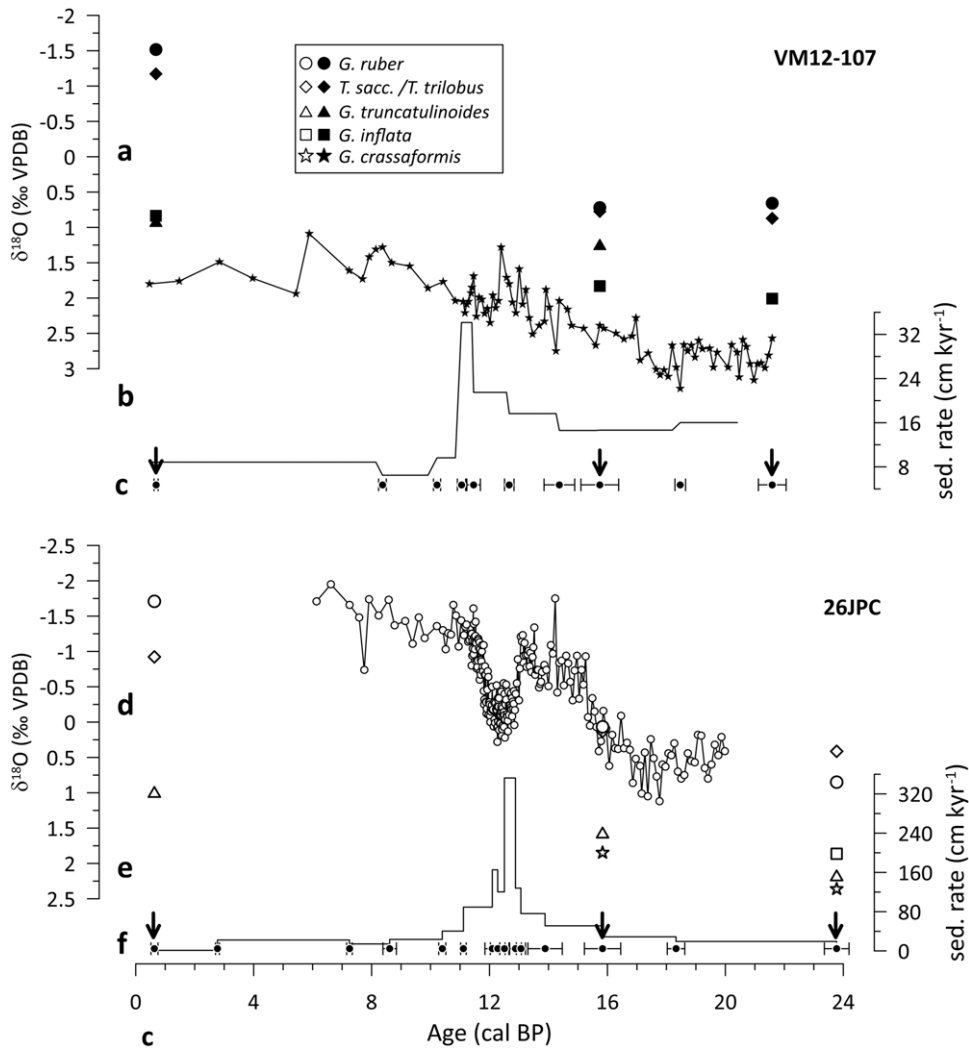 -2
-1.5
-1
-0.5
0
0.5
1
1.5
2
2.5
3
δ18O (‰ VPDB)
VM12-107
G. ruber
T. sacc. /T. trilobus
G. truncatulinoides
G. inflata
G. crassaformis
a
b
c
32
24
16
8
sed. rate (cm kyr-1)
-2.5
-2
-1.5
-1
-0.5
0
0.5
1
1.5
2
2.5
δ18O (‰ VPDB)
26JPC
d
e
f
320
240
160
80
0
sed. rate (cm kyr-1)
0 4 8 12 16 20 24
c Age (cal BP)